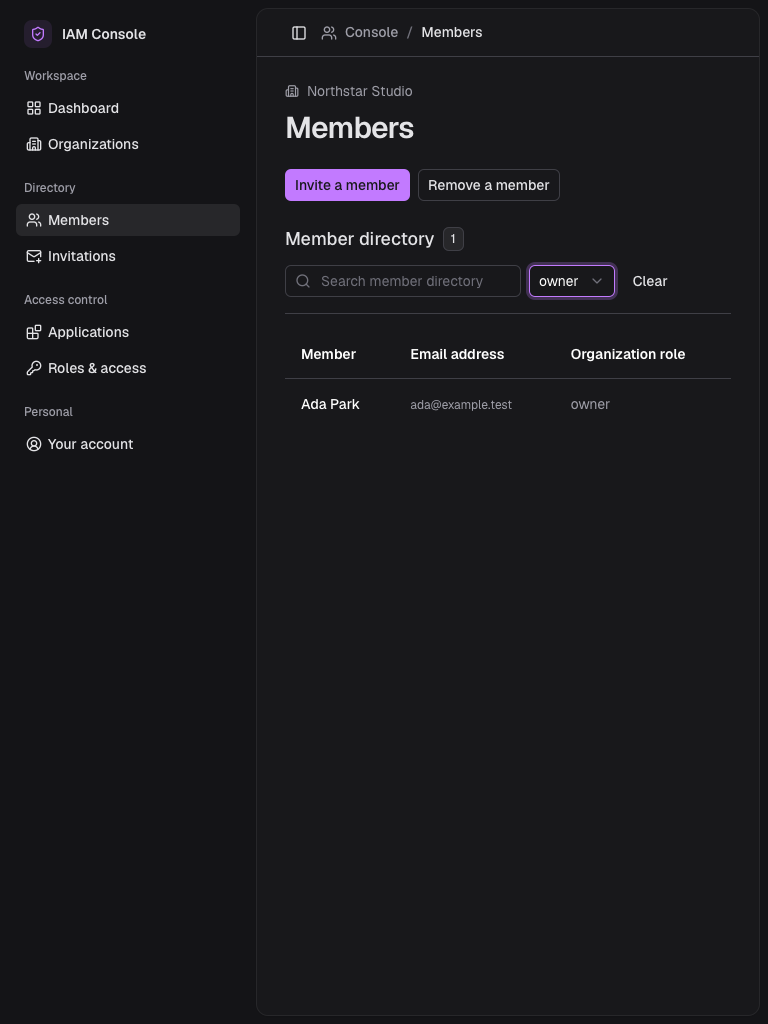 IAM Console
Workspace
Dashboard
Organizations
Directory
Members
Invitations
Access control
Applications
Roles & access
Personal
Your account
Console / Members
Northstar Studio
Members
Invite a member
Remove a member
Member directory 1
Search member directory
owner
Clear
Member Email address Organization role
Ada Park ada@example.test owner